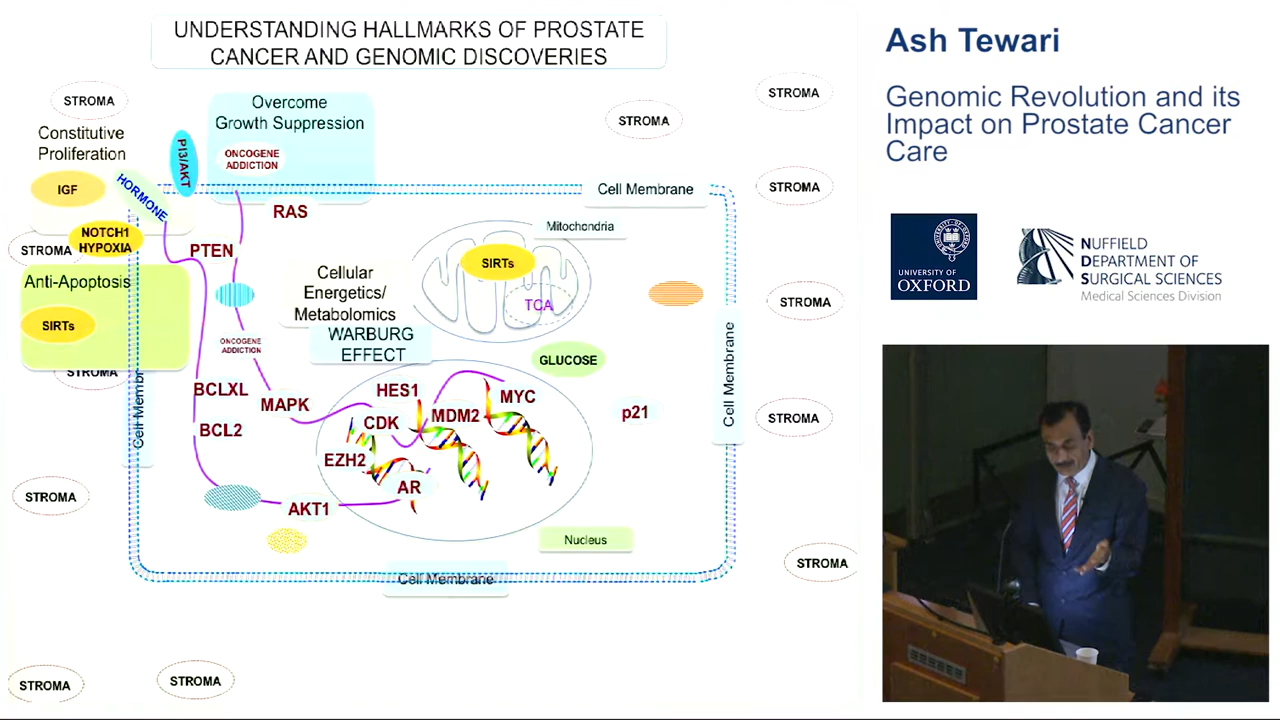 UNDERSTANDING HALLMARKS OF PROSTATE
CANCER AND GENOMIC DISCOVERIES
STROMA
Constitutive
Proliferation
IGF
HORMONE
PI3/AKT
Overcome
Growth Suppression
ONCOGENE
ADDICTION
STROMA
STROMA
STROMA
Cell Membrane
RAS
NOTCH1
HYPOXIA
STROMA
PTEN
Anti-Apoptosis
SIRTs
STROMA
Cellular
Energetics/
Metabolomics
WARBURG
EFFECT
Mitochondria
SIRTs
TCA
STROMA
ONCOGENE
ADDICTION
GLUCOSE
Cell Membrane
Cell Membr
BCLXL
MAPK
BCL2
HES1
CDK
MDM2
MYC
EZH2
AR
p21
STROMA
STROMA
AKT1
Nucleus
STROMA
Cell Membrane
STROMA
STROMA
Ash Tewari
Genomic Revolution and its
Impact on Prostate Cancer
Care
UNIVERSITY OF
OXFORD
NUFFIELD
DEPARTMENT OF
SURGICAL SCIENCES
Medical Sciences Division